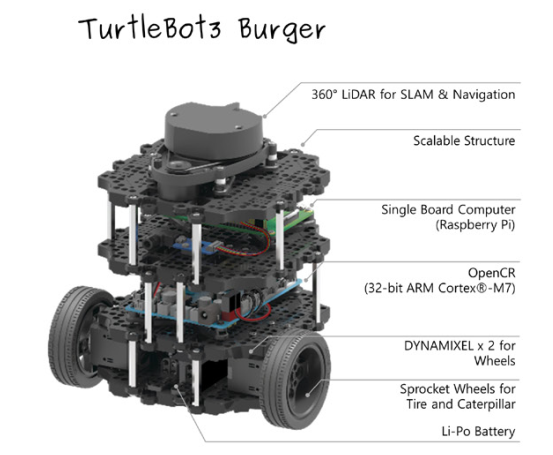 TurtleBot3 Burger
360° LiDAR for SLAM & Navigation
Scalable Structure
Single Board Computer
(Raspberry Pi)
OpenCR
(32-bit ARM Cortex®-M7)
DYNAMIXEL x 2 for
Wheels
Sprocket Wheels for
Tire and Caterpillar
Li-Po Battery